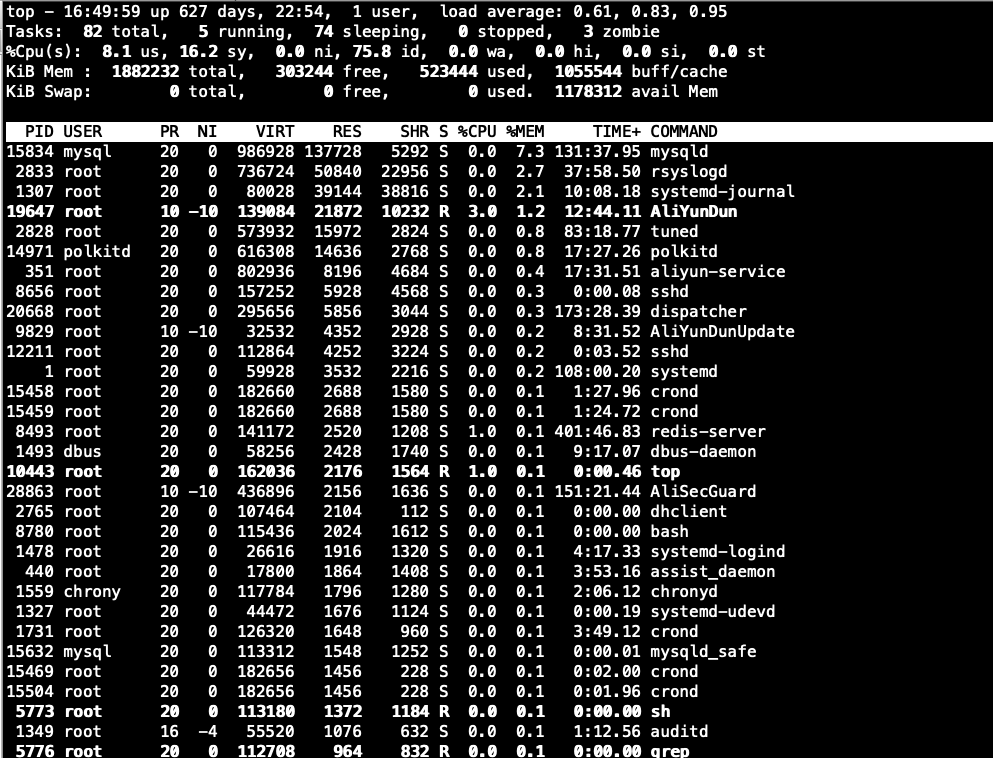 top - 16:49:59 up 627 days, 22:54,  1 user,  load average: 0.61, 0.83, 0.95
Tasks:  82 total,   5 running,  74 sleeping,   0 stopped,   3 zombie
%Cpu(s):  8.1 us, 16.2 sy,  0.0 ni, 75.8 id,  0.0 wa,  0.0 hi,  0.0 si,  0.0 st
KiB Mem :  1882232 total,   303244 free,   523444 used,  1055544 buff/cache
KiB Swap:        0 total,        0 free,        0 used.  1178312 avail Mem
  PID USER      PR  NI    VIRT    RES    SHR S %CPU %MEM     TIME+ COMMAND
15834 mysql     20   0  986928 137728   5292 S  0.0  7.3 131:37.95 mysqld
 2833 root      20   0  736724  50840  22956 S  0.0  2.7  37:58.50 rsyslogd
 1307 root      20   0   80028  39144  38816 S  0.0  2.1  10:08.18 systemd-journal
19647 root      10 -10  139084  21872  10232 R  3.0  1.2  12:44.11 AliYunDun
 2828 root      20   0  573932  15972   2824 S  0.0  0.8  83:18.77 tuned
14971 polkitd   20   0  616308  14636   2768 S  0.0  0.8  17:27.26 polkitd
  351 root      20   0  802936   8196   4684 S  0.0  0.4  17:31.51 aliyun-service
 8656 root      20   0  157252   5928   4568 S  0.0  0.3   0:00.08 sshd
20668 root      20   0  295656   5856   3044 S  0.0  0.3 173:28.39 dispatcher
 9829 root      10 -10   32532   4352   2928 S  0.0  0.2   8:31.52 AliYunDunUpdate
12211 root      20   0  112864   4252   3224 S  0.0  0.2   0:03.52 sshd
    1 root      20   0   59928   3532   2216 S  0.0  0.2 108:00.20 systemd
15458 root      20   0  182660   2688   1580 S  0.0  0.1   1:27.96 crond
15459 root      20   0  182660   2688   1580 S  0.0  0.1   1:24.72 crond
 8493 root      20   0  141172   2520   1208 S  1.0  0.1 401:46.83 redis-server
 1493 dbus      20   0   58256   2428   1740 S  0.0  0.1   9:17.07 dbus-daemon
10443 root      20   0  162036   2176   1564 R  1.0  0.1   0:00.46 top
28863 root      10 -10  436896   2156   1636 S  0.0  0.1 151:21.44 AliSecGuard
 2765 root      20   0  107464   2104    112 S  0.0  0.1   0:00.00 dhclient
 8780 root      20   0  115436   2024   1612 S  0.0  0.1   0:00.00 bash
 1478 root      20   0   26616   1916   1320 S  0.0  0.1   4:17.33 systemd-logind
  440 root      20   0   17800   1864   1408 S  0.0  0.1   3:53.16 assist_daemon
 1559 chrony    20   0  117784   1796   1280 S  0.0  0.1   2:06.12 chronyd
 1327 root      20   0   44472   1676   1124 S  0.0  0.1   0:00.19 systemd-udevd
 1731 root      20   0  126320   1648    960 S  0.0  0.1   3:49.12 crond
15632 mysql     20   0  113312   1548   1252 S  0.0  0.1   0:00.01 mysqld_safe
15469 root      20   0  182656   1456    228 S  0.0  0.1   0:02.00 crond
15504 root      20   0  182656   1456    228 S  0.0  0.1   0:01.96 crond
 5773 root      20   0  113180   1372   1184 R  0.0  0.1   0:00.00 sh
 1349 root      16  -4   55520   1076    632 S  0.0  0.1   1:12.56 auditd
 5776 root      20   0  112708    964    832 R  0.0  0.1   0:00.00 grep